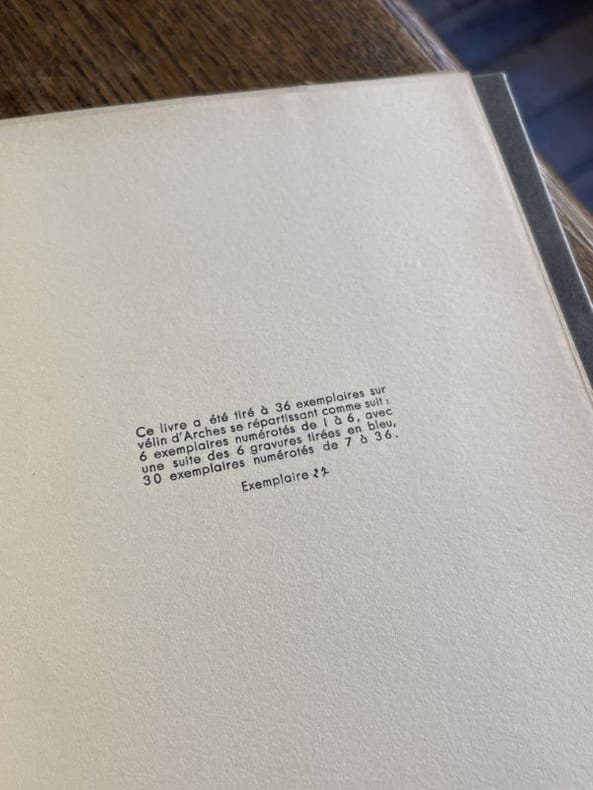 Ce livre a été tiré à 36 exemplaires sur
vélin d'Arches se répartissant comme suit :
6 exemplaires numérotés de 1 à 6, avec
une suite des 6 gravures tirées en bleu,
30 exemplaires numérotés de 7 à 36.
Exemplaire 27